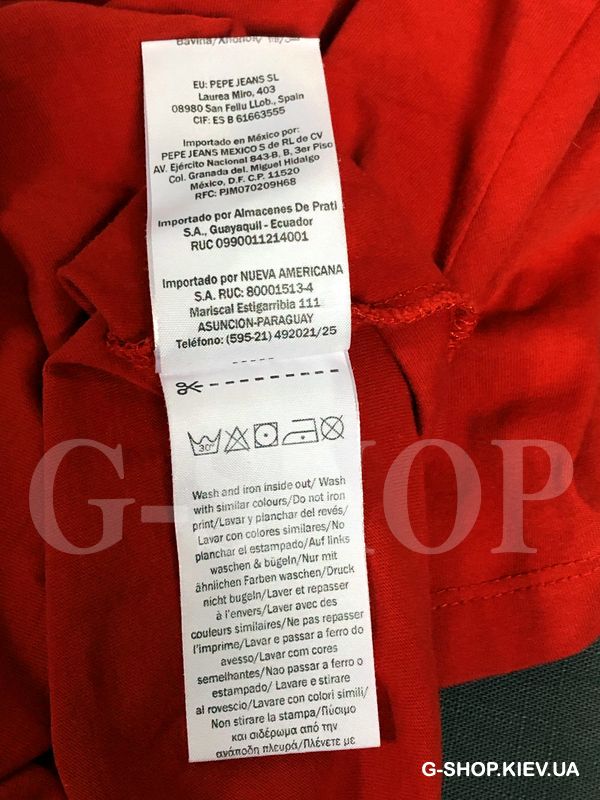 EU: PEPE JEANS SL
Laurea Miro, 403
08980 San Feliu LLob., Spain
CIF: ES B 61663555
Importado en México por:
PEPE JEANS MEXICO S de RL de CV
AV. Ejército Nacional 843-B, B, 3er Piso
Col. Granada del. Miguel Hidalgo
México, D.F. C.P. 11520
RFC: PJM070209H68
Importado por Almacenes De Prati
S.A., Guayaquil - Ecuador
RUC 0990011214001
Importado por NUEVA AMERICANA
S.A. RUC: 80001513-4
Mariscal Estigarribia 111
ASUNCION-PARAGUAY
Teléfono: (595-21) 492021/25
30°
Wash and iron inside out/ Wash
with similar colours/Do not iron
print/Lavar y planchar del revés/
Lavar con colores similares/No
planchar el estampado/Auf links
waschen & bügeln/Nur mit
ähnlichen Farben waschen/Druck
nicht bugeln/Laver et repasser
à l'envers/Laver avec des
couleurs similaires/Ne pas repasser
l'imprime/Lavar e passar a ferro do
avesso/Lavar com cores
semelhantes/Nao passar a ferro o
estampado/ Lavare e stirare
al rovescio/Lavare con colori simili/
Non stirare la stampa/Πύσιμο
και σιδέρωμα από την
ανάποδη πλευρά/Πλένετε με
G-SHOP
G-SHOP.KIEV.UA